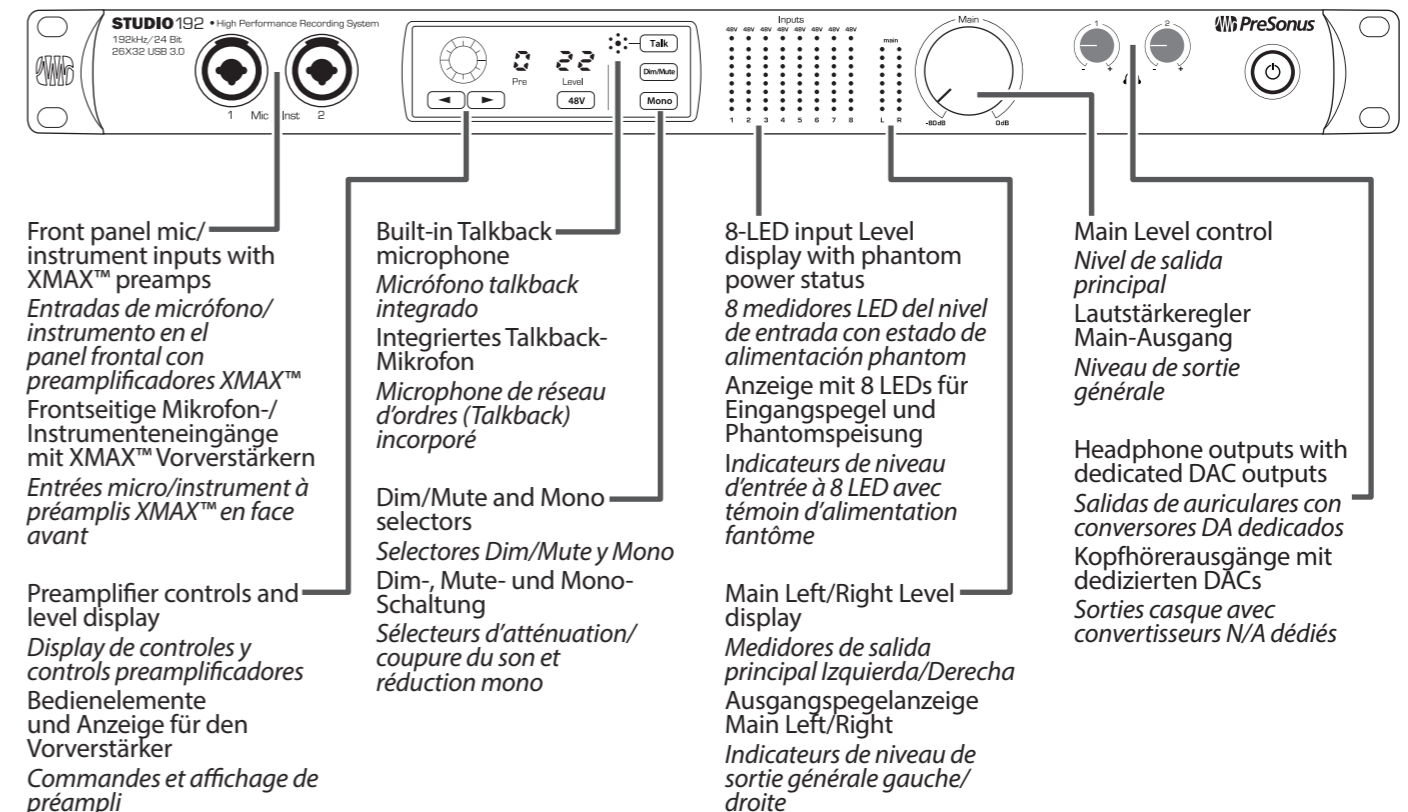 STUDIO192 • High Performance Recording System
192kHz/24 Bit
26X32 USB 3.0
1 Mic Inst 2
0 22
Pre Level
48V
Talk
Dim/Mute
Mono
Inputs
48V 48V 48V 48V 48V 48V 48V 48V
1 2 3 4 5 6 7 8
main
L R
Main
-80dB 0dB
1 2
- + - +
PreSonus
Front panel mic/
instrument inputs with
XMAX™ preamps
Entradas de micrófono/
instrumento en el
panel frontal con
preamplificadores XMAX™
Frontseitige Mikrofon-/
Instrumenteneingänge
mit XMAX™ Vorverstärkern
Entrées micro/instrument à
préamplis XMAX™ en face
avant
Preamplifier controls and
level display
Display de controles y
controls preamplificadores
Bedienelemente
und Anzeige für den
Vorverstärker
Commandes et affichage de
préampli
Built-in Talkback
microphone
Micrófono talkback
integrado
Integriertes Talkback-
Mikrofon
Microphone de réseau
d'ordres (Talkback)
incorporé
Dim/Mute and Mono
selectors
Selectores Dim/Mute y Mono
Dim-, Mute- und Mono-
Schaltung
Sélecteurs d'atténuation/
coupure du son et
réduction mono
8-LED input Level
display with phantom
power status
8 medidores LED del nivel
de entrada con estado de
alimentación phantom
Anzeige mit 8 LEDs für
Eingangspegel und
Phantomspeisung
Indicateurs de niveau
d'entrée à 8 LED avec
témoin d'alimentation
fantôme
Main Left/Right Level
display
Medidores de salida
principal Izquierda/Derecha
Ausgangspegelanzeige
Main Left/Right
Indicateurs de niveau de
sortie générale gauche/
droite
Main Level control
Nivel de salida
principal
Lautstärkeregler
Main-Ausgang
Niveau de sortie
générale
Headphone outputs with
dedicated DAC outputs
Salidas de auriculares con
conversores DA dedicados
Kopfhörerausgänge mit
dedizierten DACs
Sorties casque avec
convertisseurs N/A dédiés